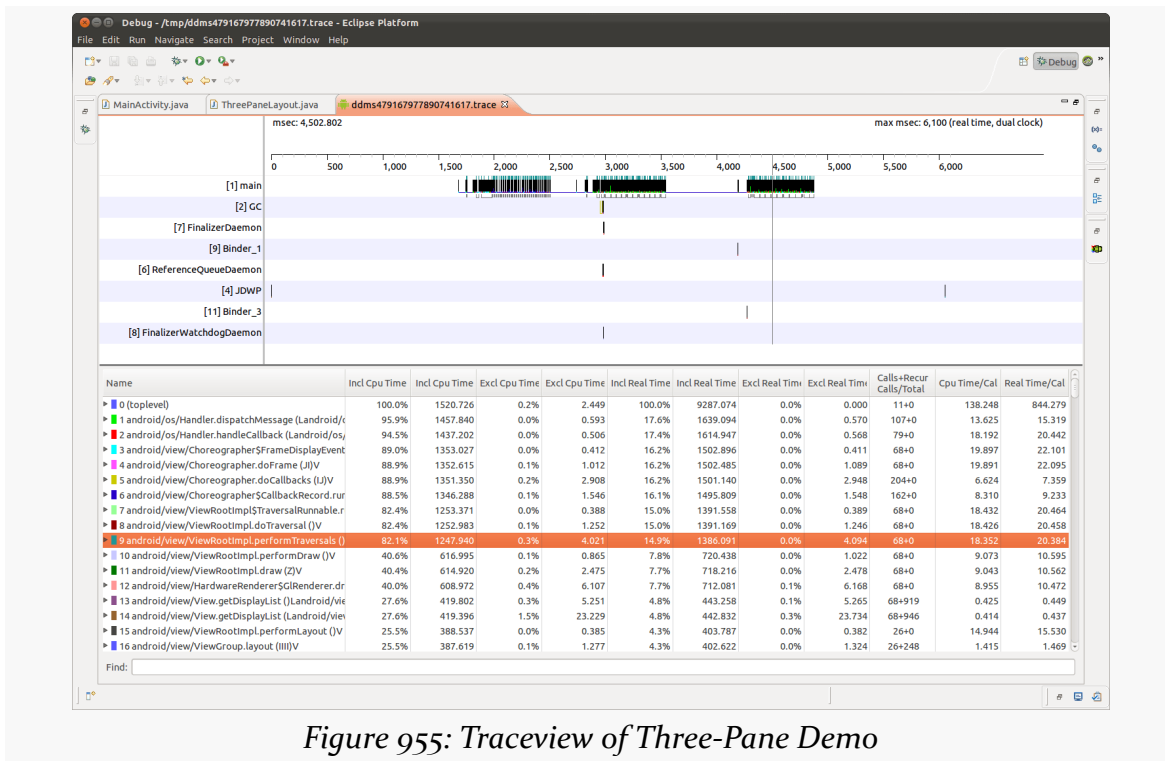 Debug - /tmp/ddms479167977890741617.trace - Eclipse Platform
File Edit Run Navigate Search Project Window Help
Debug »
MainActivity.java ThreePaneLayout.java ddms479167977890741617.trace
msec: 4,502.802 max msec: 6,100 (real time, dual clock)
0 500 1,000 1,500 2,000 2,500 3,000 3,500 4,000 4,500 5,000 5,500 6,000
[1] main
[2] GC
[7] FinalizerDaemon
[9] Binder_1
[6] ReferenceQueueDaemon
[4] JDWP
[11] Binder_3
[8] FinalizerWatchdogDaemon
Name Incl Cpu Time Incl Cpu Time Excl Cpu Time Excl Cpu Time Incl Real Time Incl Real Time Excl Real Time Excl Real Time Calls+Recur Calls/Total Cpu Time/Cal Real Time/Cal
0 (toplevel) 100.0% 1520.726 0.2% 2.449 100.0% 9287.074 0.0% 0.000 11+0 138.248 844.279
1 android/os/Handler.dispatchMessage (Landroid/c 95.9% 1457.840 0.0% 0.593 17.6% 1639.094 0.0% 0.570 107+0 13.625 15.319
2 android/os/Handler.handleCallback (Landroid/os/ 94.5% 1437.202 0.0% 0.506 17.4% 1614.947 0.0% 0.568 79+0 18.192 20.442
3 android/view/Choreographer$FrameDisplayEvent 89.0% 1353.027 0.0% 0.412 16.2% 1502.896 0.0% 0.411 68+0 19.897 22.101
4 android/view/Choreographer.doFrame (JI)V 88.9% 1352.615 0.1% 1.012 16.2% 1502.485 0.0% 1.089 68+0 19.891 22.095
5 android/view/Choreographer.doCallbacks (IJ)V 88.9% 1351.350 0.2% 2.908 16.2% 1501.140 0.0% 2.948 204+0 6.624 7.359
6 android/view/Choreographer$CallbackRecord.rur 88.5% 1346.288 0.1% 1.546 16.1% 1495.809 0.0% 1.548 162+0 8.310 9.233
7 android/view/ViewRootImpl$TraversalRunnable.r 82.4% 1253.371 0.0% 0.388 15.0% 1391.558 0.0% 0.389 68+0 18.432 20.464
8 android/view/ViewRootImpl.doTraversal ()V 82.4% 1252.983 0.1% 1.252 15.0% 1391.169 0.0% 1.246 68+0 18.426 20.458
9 android/view/ViewRootImpl.performTraversals () 82.1% 1247.940 0.3% 4.021 14.9% 1386.091 0.0% 4.094 68+0 18.352 20.384
10 android/view/ViewRootImpl.performDraw ()V 40.6% 616.995 0.1% 0.865 7.8% 720.438 0.0% 1.022 68+0 9.073 10.595
11 android/view/ViewRootImpl.draw (Z)V 40.4% 614.920 0.2% 2.475 7.7% 718.216 0.0% 2.478 68+0 9.043 10.562
12 android/view/HardwareRenderer$GlRenderer.dr 40.0% 608.972 0.4% 6.107 7.7% 712.081 0.1% 6.168 68+0 8.955 10.472
13 android/view/View.getDisplayList ()Landroid/vie 27.6% 419.802 0.3% 5.251 4.8% 443.258 0.1% 5.265 68+919 0.425 0.449
14 android/view/View.getDisplayList (Landroid/viev 27.6% 419.396 1.5% 23.229 4.8% 442.832 0.3% 23.734 68+946 0.414 0.437
15 android/view/ViewRootImpl.performLayout ()V 25.5% 388.537 0.0% 0.385 4.3% 403.787 0.0% 0.382 26+0 14.944 15.530
16 android/view/ViewGroup.layout (IIII)V 25.5% 387.619 0.1% 1.277 4.3% 402.622 0.0% 1.324 26+248 1.415 1.469
Find:
Figure 955: Traceview of Three-Pane Demo